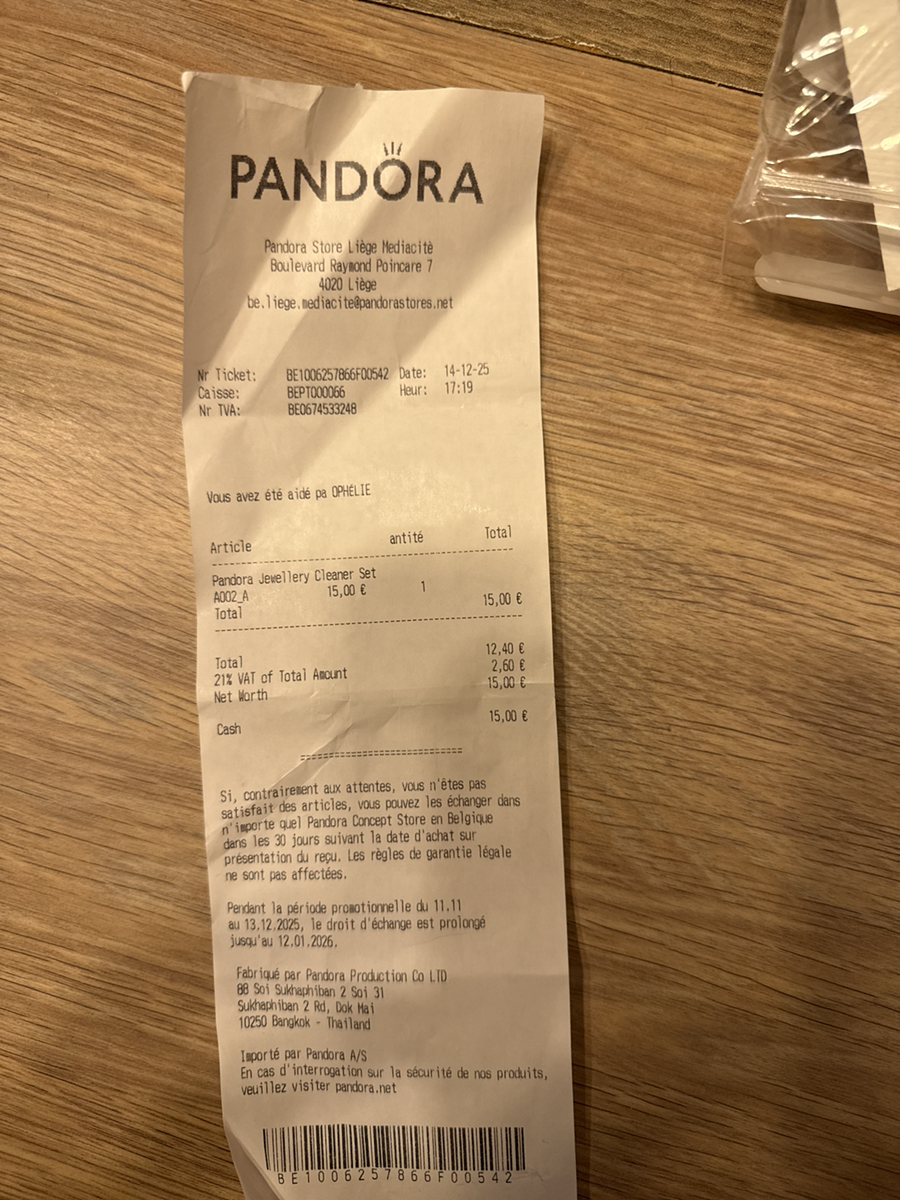 PANDORA
Pandora Store Liège Mediacitè
Boulevard Raymond Poincare 7
4020 Liège
be.liege.mediacite@pandorastores.net
Nr Ticket: BE1006257866F00542 Date: 14-12-25
Caisse: BEPT000066 Heur: 17:19
Nr TVA: BE0674533248
Vous avez été aidé pa OPHÉLIE
Article antité Total
Pandora Jewellery Cleaner Set
A002_A 15,00 € 1 15,00 €
Total
Total 12,40 €
21% VAT of Total Amount 2,60 €
Net Worth 15,00 €
Cash 15,00 €
Si, contrairement aux attentes, vous n'êtes pas
satisfait des articles, vous pouvez les échanger dans
n'importe quel Pandora Concept Store en Belgique
dans les 30 jours suivant la date d'achat sur
présentation du reçu. Les règles de garantie légale
ne sont pas affectées.
Pendant la période promotionnelle du 11.11
au 13.12.2025, le droit d'échange est prolongé
jusqu'au 12.01.2026.
Fabriqué par Pandora Production Co LTD
88 Soi Sukhaphiban 2 Soi 31
Sukhaphiban 2 Rd, Dok Mai
10250 Bangkok - Thailand
Importé par Pandora A/S
En cas d'interrogation sur la sécurité de nos produits,
veuillez visiter pandora.net
BE1006257866F00542